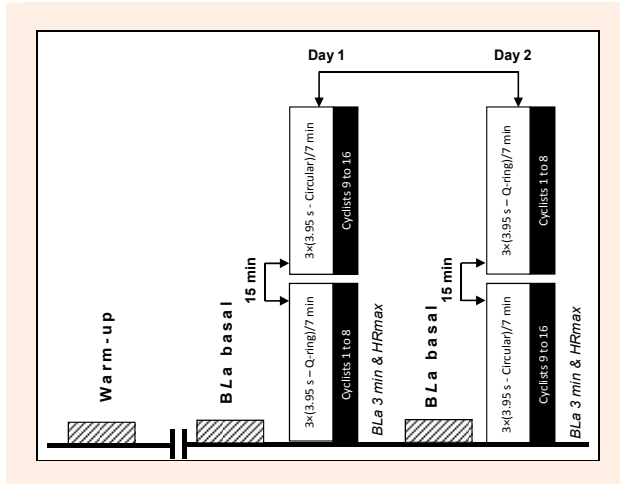 Day 1
Day 2
3×(3.95 s - Circular)/7 min
Cyclists 9 to 16
3×(3.95 s – Q-ring)/7 min
Cyclists 1 to 8
15 min
15 min
Warm-up
BLa basal
3×(3.95 s – Q-ring)/7 min
Cyclists 1 to 8
BLa 3 min & HRmax
BLa basal
3×(3.95 s - Circular)/7 min
Cyclists 9 to 16
BLa 3 min & HRmax